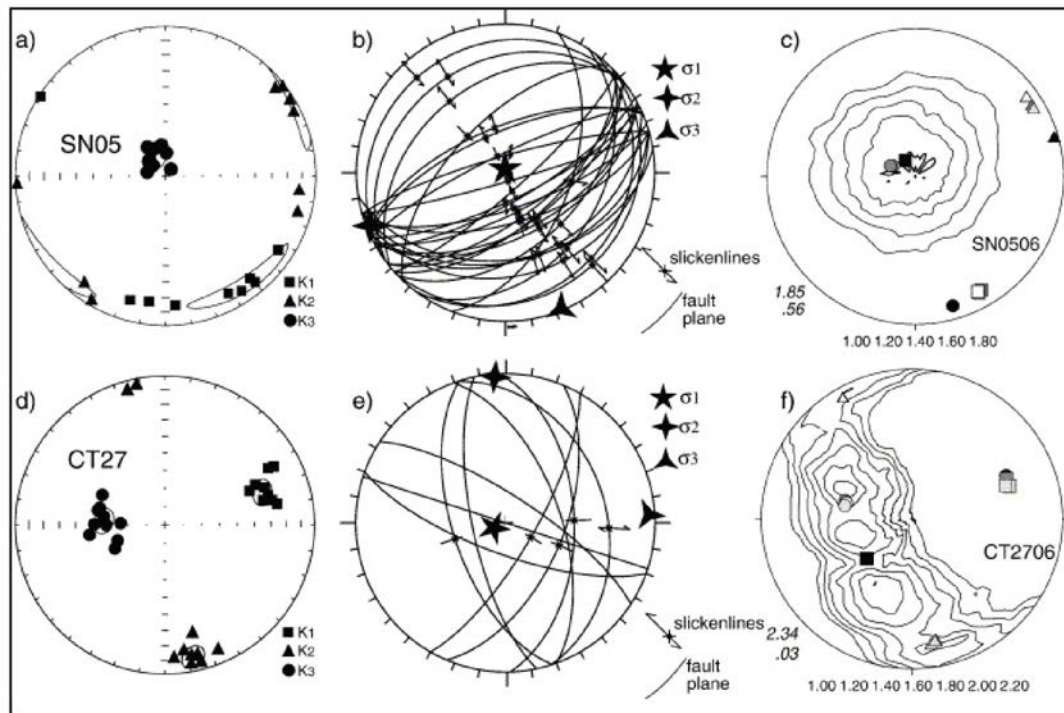 a)
SN05
K1
K2
K3
b)
σ1
σ2
σ3
slickenlines
fault
plane
c)
SN0506
1.85
.56
1.00 1.20 1.40 1.60 1.80
d)
CT27
K1
K2
K3
e)
σ1
σ2
σ3
slickenlines
fault
plane
f)
CT2706
2.34
.03
1.00 1.20 1.40 1.60 1.80 2.00 2.20